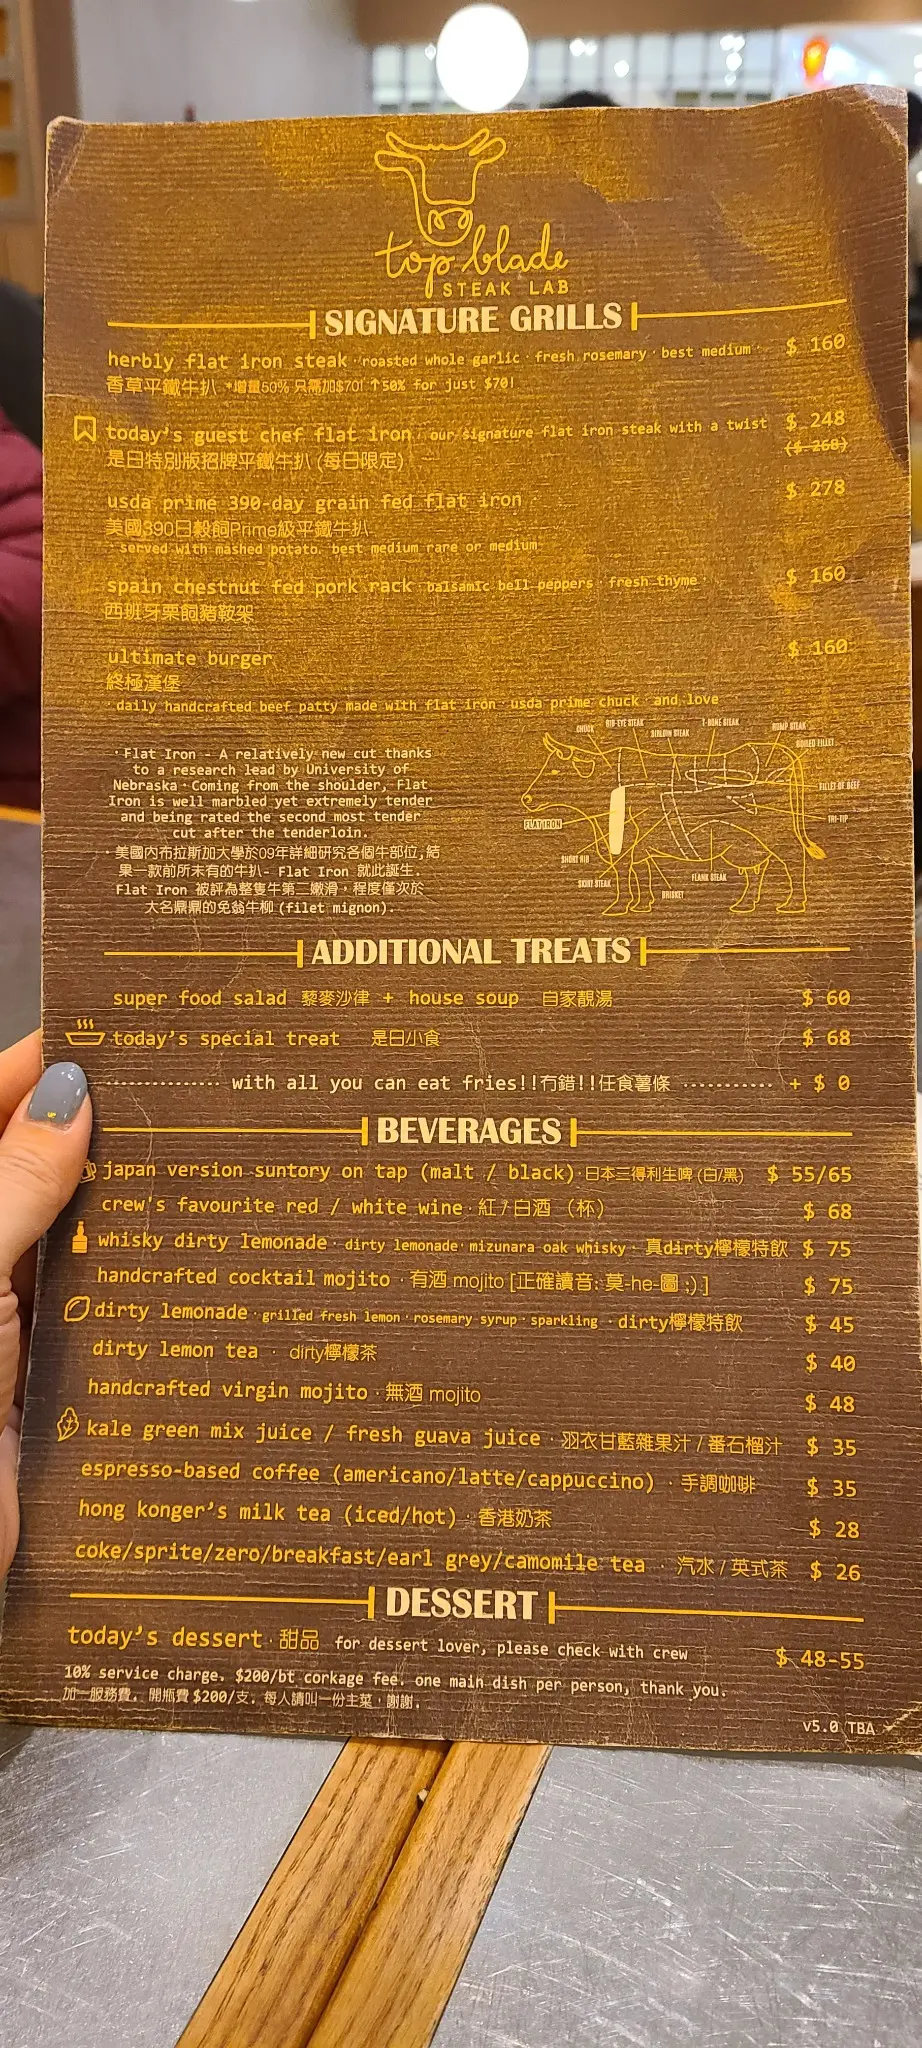 top blade
STEAK LAB
SIGNATURE GRILLS
herbly flat iron steak · roasted whole garlic · fresh rosemary · best medium · $ 160
香草平鐵牛扒 *增量50% 只需加$70! ↑50% for just $70!
today's guest chef flat iron · our signature flat iron steak with a twist $ 248
是日特別版招牌平鐵牛扒 (每日限定) ($ 268)
usda prime 390-day grain fed flat iron · $ 278
美國390日穀飼Prime級平鐵牛扒
· served with mashed potato. best medium rare or medium
spain chestnut fed pork rack · balsamic bell peppers · fresh thyme · $ 160
西班牙栗飼豬鞍架
ultimate burger $ 160
終極漢堡
· daily handcrafted beef patty made with flat iron · usda prime chuck · and love
· Flat Iron - A relatively new cut thanks
to a research lead by University of
Nebraska · Coming from the shoulder, Flat
Iron is well marbled yet extremely tender
and being rated the second most tender
cut after the tenderloin.
· 美國內布拉斯加大學於09年詳細研究各個牛部位,結
果一款前所未有的牛扒- Flat Iron 就此誕生.
Flat Iron 被評為整隻牛第二嫩滑，程度僅次於
大名鼎鼎的免翁牛柳 (filet mignon).
CHUCK
RIB-EYE STEAK
SIRLOIN STEAK
T-BONE STEAK
RUMP STEAK
ROLLED FILLET
FILLET OF BEEF
TRI-TIP
FLAT IRON
SHORT RIB
SKIRT STEAK
BRISKET
FLANK STEAK
ADDITIONAL TREATS
super food salad 藜麥沙律 + house soup 自家靚湯 $ 60
today's special treat 是日小食 $ 68
with all you can eat fries!!冇錯!!任食薯條 + $ 0
BEVERAGES
japan version suntory on tap (malt / black) · 日本三得利生啤 (白/黑) $ 55/65
crew's favourite red / white wine · 紅 / 白酒 （杯） $ 68
whisky dirty lemonade · dirty lemonade · mizunara oak whisky · 真dirty檸檬特飲 $ 75
handcrafted cocktail mojito · 有酒 mojito [正確讀音: 莫-he-圖 ;) ] $ 75
dirty lemonade · grilled fresh lemon · rosemary syrup · sparkling · dirty檸檬特飲 $ 45
dirty lemon tea · dirty檸檬茶 $ 40
handcrafted virgin mojito · 無酒 mojito $ 48
kale green mix juice / fresh guava juice · 羽衣甘藍雜果汁 / 番石榴汁 $ 35
espresso-based coffee (americano/latte/cappuccino) · 手調咖啡 $ 35
hong konger's milk tea (iced/hot) · 香港奶茶 $ 28
coke/sprite/zero/breakfast/earl grey/camomile tea · 汽水 / 英式茶 $ 26
DESSERT
today's dessert · 甜品 for dessert lover, please check with crew $ 48-55
10% service charge. $200/bt corkage fee. one main dish per person, thank you.
加一服務費. 開瓶費 $200/支. 每人請叫一份主菜 · 謝謝.
v5.0 TBA